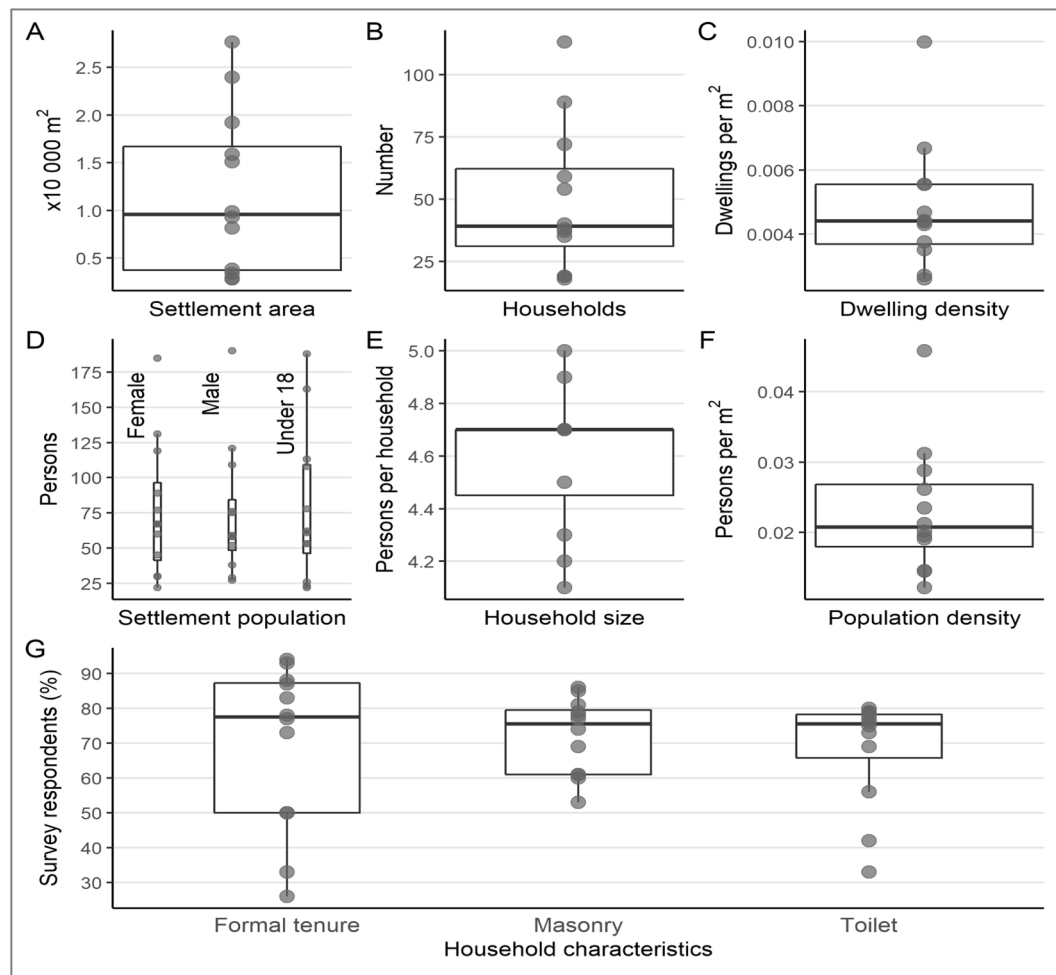 A
x10 000 m²
2.5
2.0
1.5
1.0
0.5
Settlement area
B
Number
100
75
50
25
Households
C
Dwellings per m²
0.010
0.008
0.006
0.004
Dwelling density
D
Persons
175
150
125
100
75
50
25
Female
Male
Under 18
Settlement population
E
Persons per household
5.0
4.8
4.6
4.4
4.2
Household size
F
Persons per m²
0.04
0.03
0.02
Population density
G
Survey respondents (%)
90
80
70
60
50
40
30
Formal tenure Masonry Toilet
Household characteristics